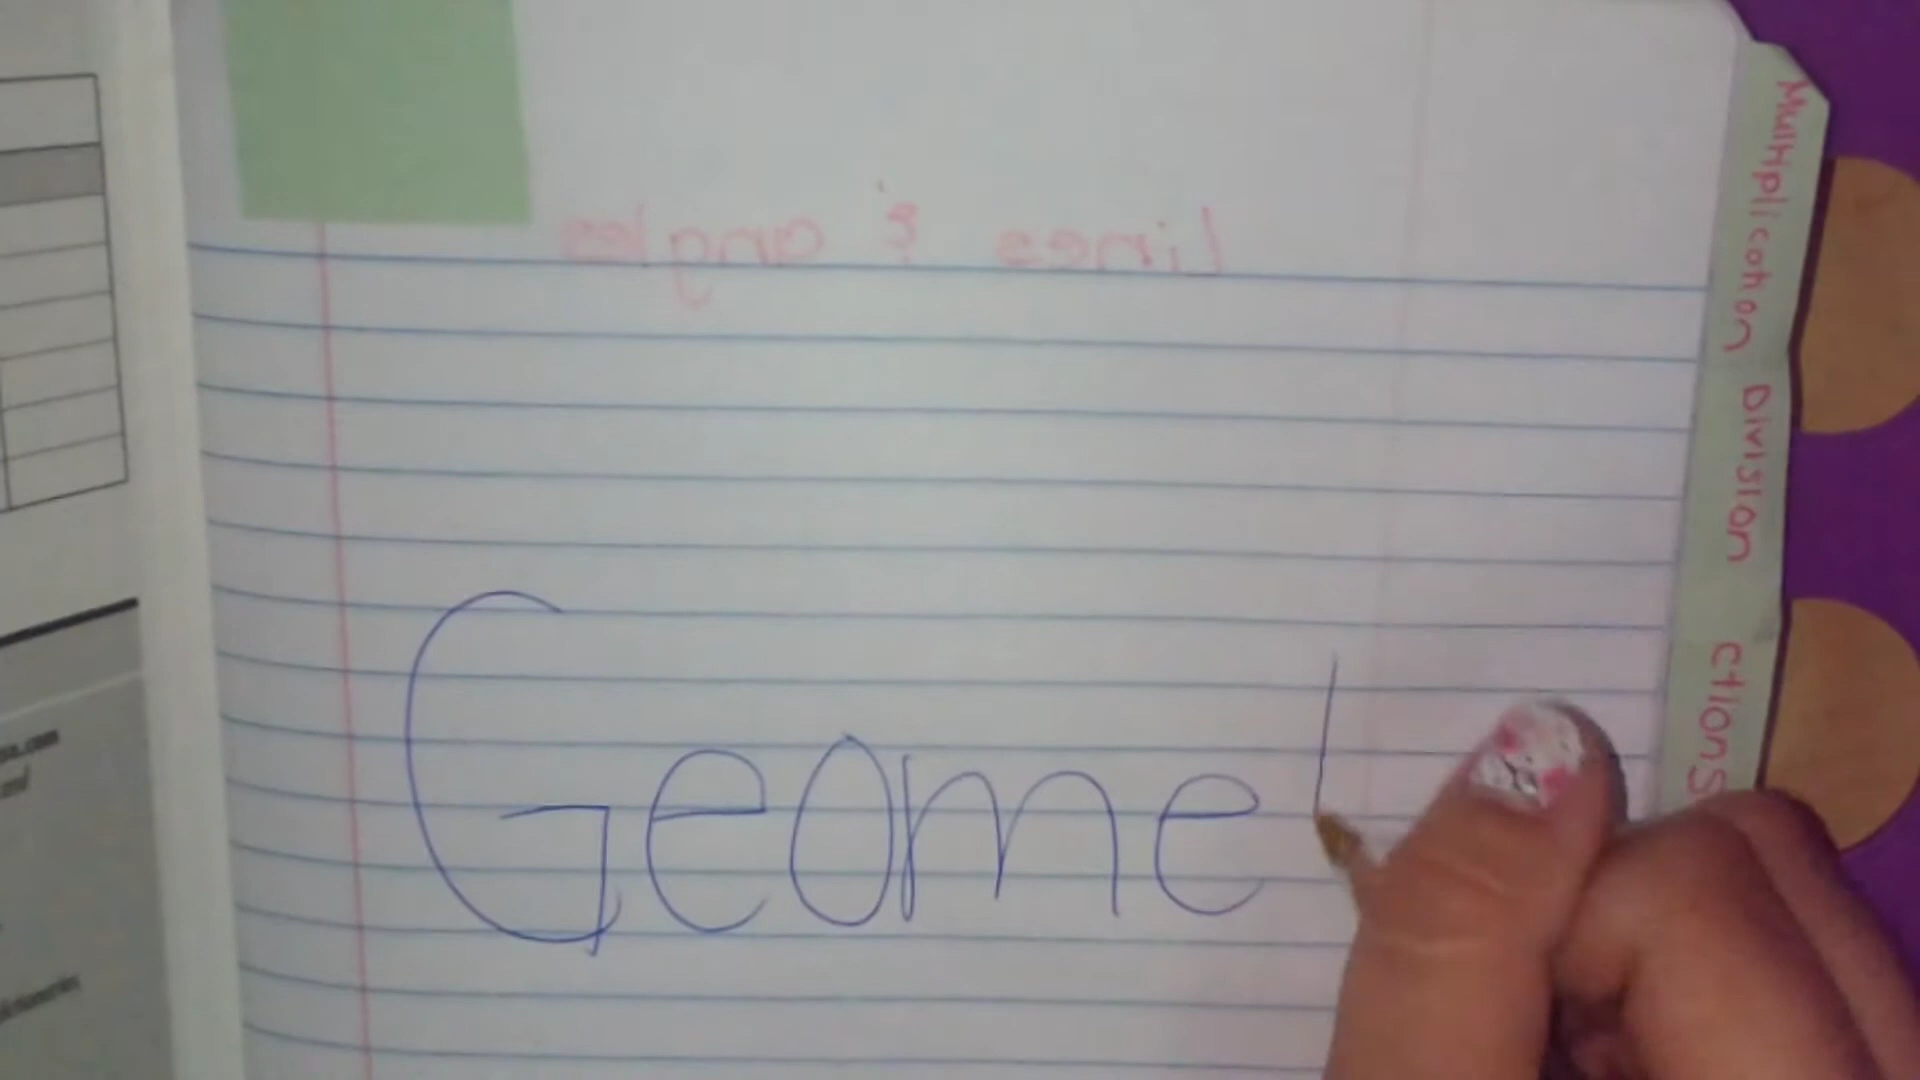 lines & angles
Geomet
Multiplication
Division
ctions